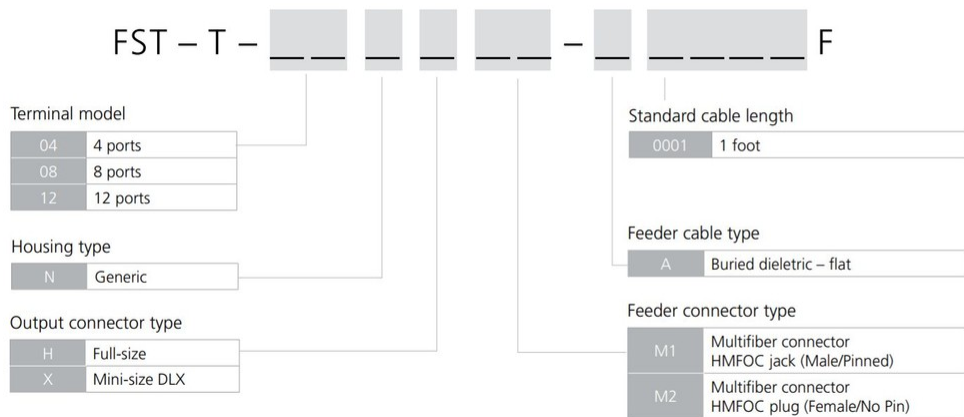 FST – T – __ __ __ __ __ __ – __ __ __ __ __ F
Terminal model
04 4 ports
08 8 ports
12 12 ports
Housing type
N Generic
Output connector type
H Full-size
X Mini-size DLX
Standard cable length
0001 1 foot
Feeder cable type
A Buried dieletric – flat
Feeder connector type
M1 Multifiber connector
HMFOC jack (Male/Pinned)
M2 Multifiber connector
HMFOC plug (Female/No Pin)